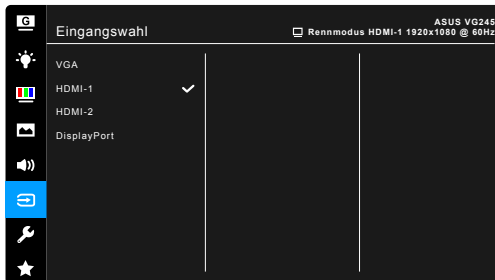 G
Eingangswahl
ASUS VG245
Rennmodus HDMI-1 1920x1080 @ 60Hz
VGA
HDMI-1
HDMI-2
DisplayPort